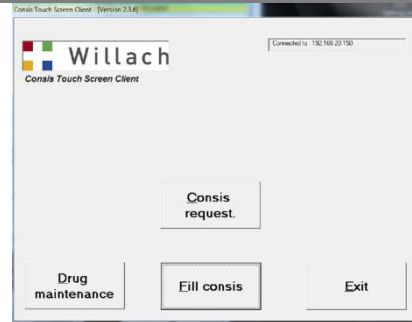 Consis Touch Screen Client - [Version 2.3.6]
Willach
Connected to : 192.168.20.150
Consis Touch Screen Client
Consis
request.
Drug
maintenance
Fill consis
Exit